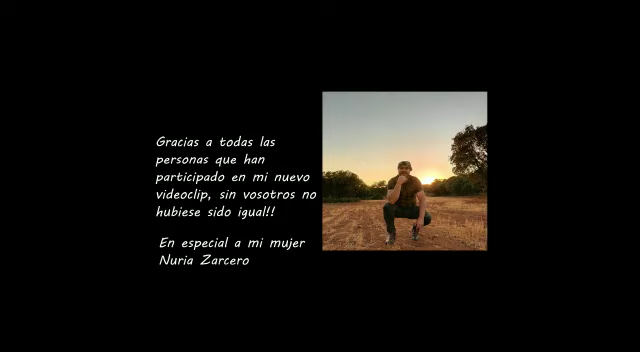 Gracias a todas las
personas que han
participado en mi nuevo
videoclip, sin vosotros no
hubiese sido igual!!
En especial a mi mujer
Nuria Zarcero